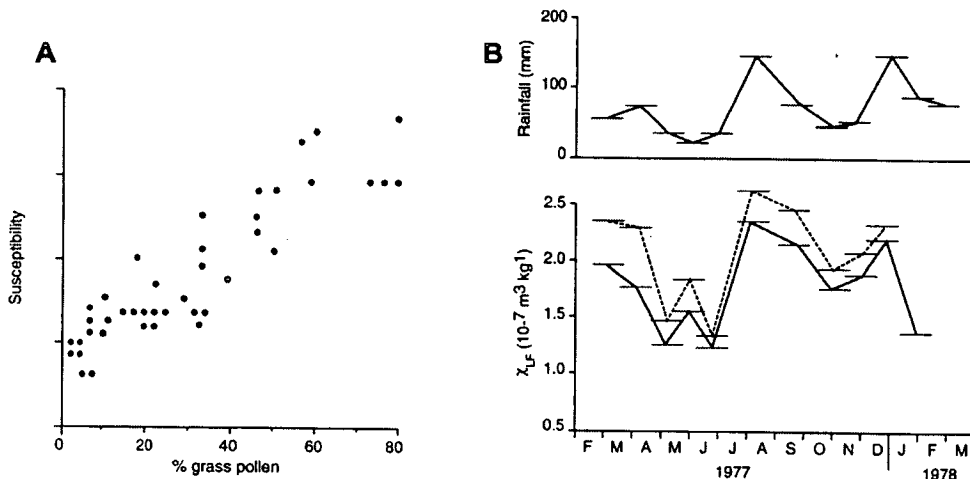 A
Susceptibility
0 20 40 60 80
% grass pollen
B
Rainfall (mm)
200
100
0
χLF (10-7 m3 kg1)
2.5
2.0
1.5
1.0
0.5
F M A M J J A S O N D J F M
1977 1978